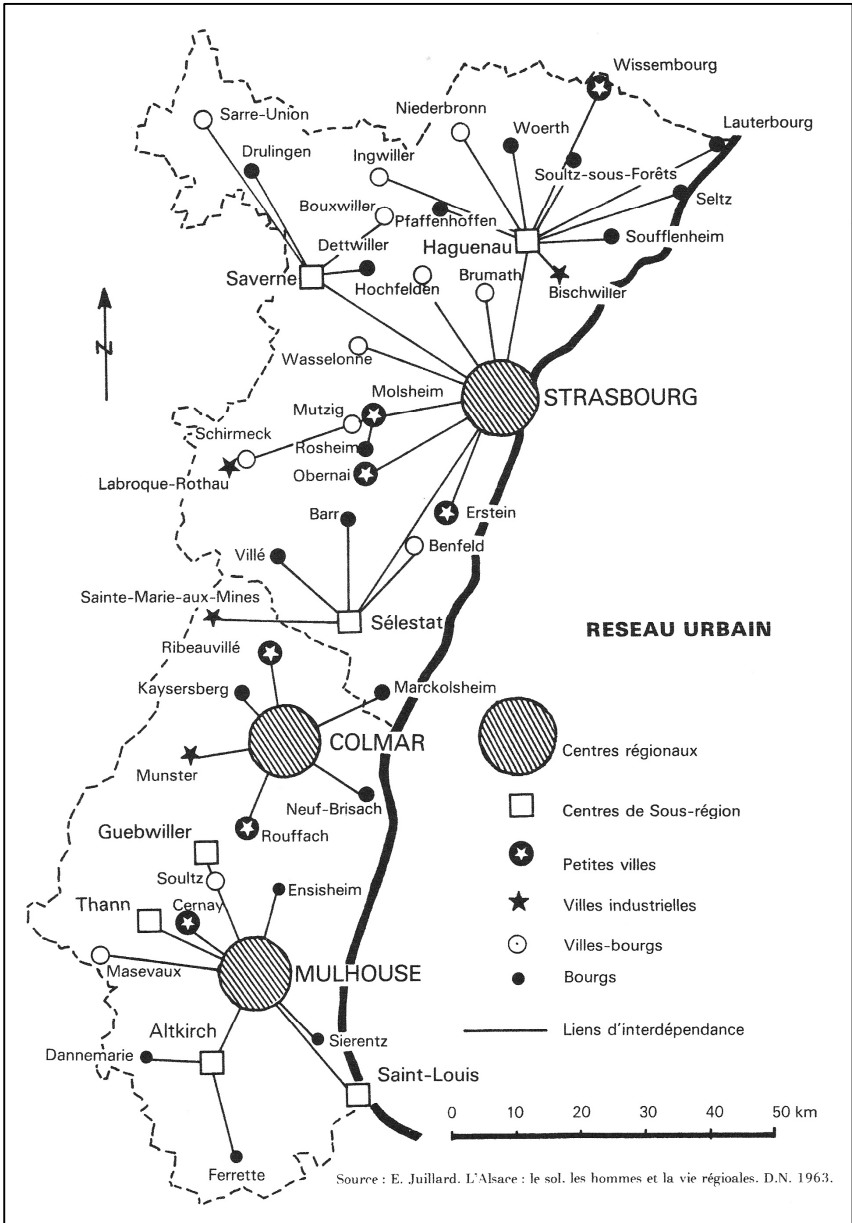 Wissembourg
Sarre-Union
Niederbronn
Woerth
Lauterbourg
Drulingen
Ingwiller
Soultz-sous-Forêts
Seltz
Bouxwiller
Pfaffenhoffen
Haguenau
Soufflenheim
Dettwiller
Saverne
Hochfelden
Brumath
Bischwiller
N
Wasselonne
Molsheim
STRASBOURG
Mutzig
Schirmeck
Rosheim
Labroque-Rothau
Obernai
Barr
Erstein
Villé
Benfeld
Sainte-Marie-aux-Mines
Sélestat
RESEAU URBAIN
Ribeauvillé
Kaysersberg
Marckolsheim
COLMAR
Centres régionaux
Munster
Neuf-Brisach
Centres de Sous-région
Guebwiller
Rouffach
Petites villes
Soultz
Ensisheim
Thann
Cernay
Villes industrielles
Villes-bourgs
Masevaux
MULHOUSE
Bourgs
Altkirch
Liens d'interdépendance
Dannemarie
Sierentz
Saint-Louis
0 10 20 30 40 50 km
Ferrette
Source : E. Juillard. L'Alsace : le sol. les hommes et la vie régioales. D.N. 1963.